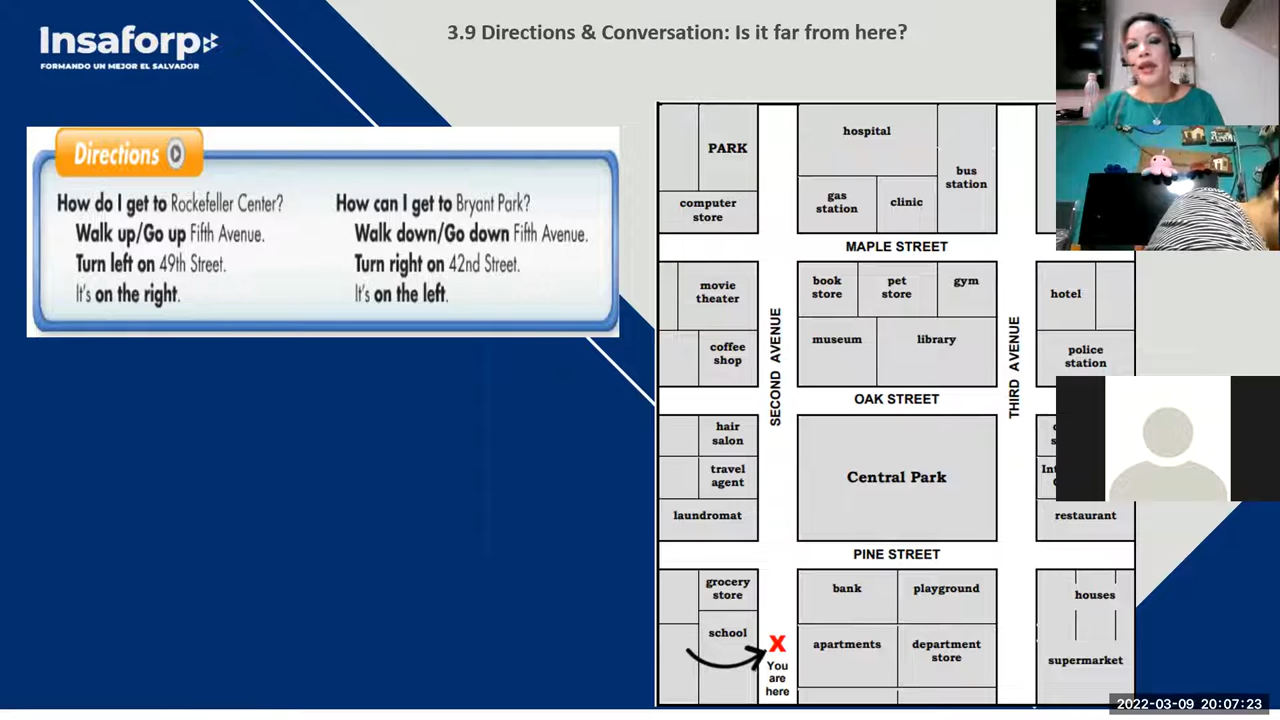 Insaforp
FORMANDO UN MEJOR EL SALVADOR
3.9 Directions & Conversation: Is it far from here?
Directions
How do I get to Rockefeller Center?
Walk up/Go up Fifth Avenue.
Turn left on 49th Street.
It's on the right.
How can I get to Bryant Park?
Walk down/Go down Fifth Avenue.
Turn right on 42nd Street.
It's on the left.
PARK
computer
store
hospital
gas
station
clinic
bus
station
MAPLE STREET
movie
theater
coffee
shop
SECOND AVENUE
book
store
pet
store
gym
museum
library
THIRD AVENUE
hotel
police
station
OAK STREET
hair
salon
travel
agent
laundromat
Central Park
restaurant
PINE STREET
grocery
store
school
X
You
are
here
bank
playground
apartments
department
store
houses
supermarket
2022-03-09 20:07:23